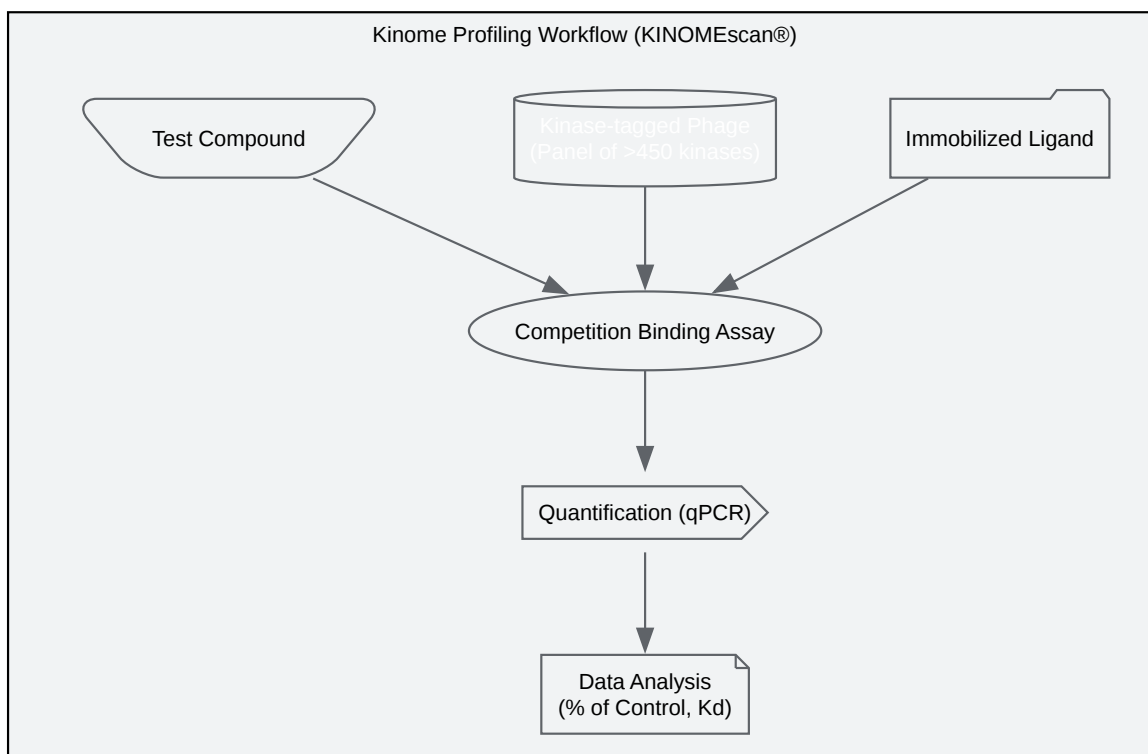 Kinome Profiling Workflow (KINOMEscan®)
Test Compound
Kinase-tagged Phage
(Panel of >450 kinases)
Immobilized Ligand
Competition Binding Assay
Quantification (qPCR)
Data Analysis
(% of Control, Kd)